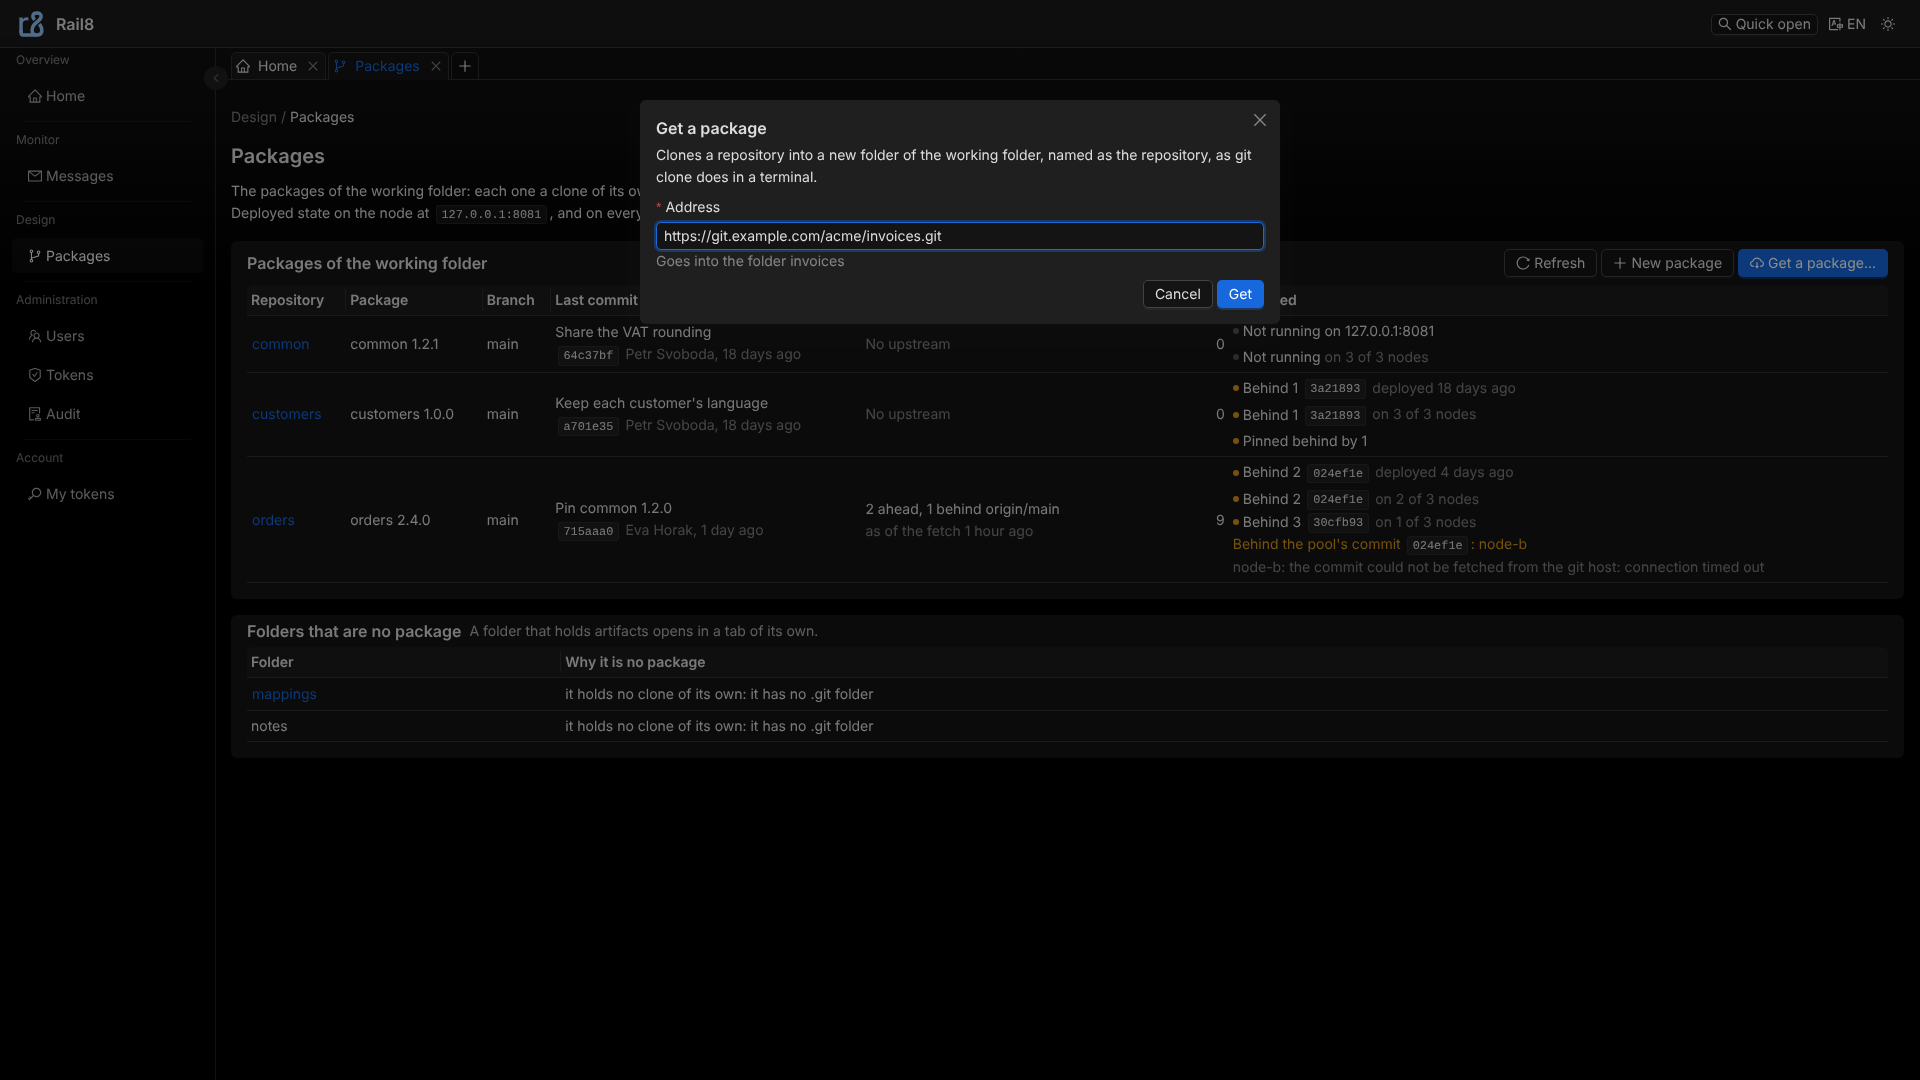 r8 Rail8
Quick open
EN
Overview
Home
Monitor
Messages
Design
Packages
Administration
Users
Tokens
Audit
Account
My tokens
Home
Packages
Design / Packages
Packages
The packages of the working folder: each one a clone of its
Deployed state on the node at 127.0.0.1:8081 , and on every
Get a package
Clones a repository into a new folder of the working folder, named as the repository, as git
clone does in a terminal.
* Address
https://git.example.com/acme/invoices.git
Goes into the folder invoices
Cancel
Get
Packages of the working folder
Refresh
New package
Get a package...
Repository Package Branch Last commit
common common 1.2.1 main Share the VAT rounding
64c37bf Petr Svoboda, 18 days ago
No upstream 0
Not running on 127.0.0.1:8081
Not running on 3 of 3 nodes
customers customers 1.0.0 main Keep each customer's language
a701e35 Petr Svoboda, 18 days ago
No upstream 0
Behind 1 3a21893 deployed 18 days ago
Behind 1 3a21893 on 3 of 3 nodes
Pinned behind by 1
orders orders 2.4.0 main Pin common 1.2.0
715aaa0 Eva Horak, 1 day ago
2 ahead, 1 behind origin/main
as of the fetch 1 hour ago
9
Behind 2 024ef1e deployed 4 days ago
Behind 2 024ef1e on 2 of 3 nodes
Behind 3 30cfb93 on 1 of 3 nodes
Behind the pool's commit 024ef1e : node-b
node-b: the commit could not be fetched from the git host: connection timed out
Folders that are no package A folder that holds artifacts opens in a tab of its own.
Folder Why it is no package
mappings it holds no clone of its own: it has no .git folder
notes it holds no clone of its own: it has no .git folder